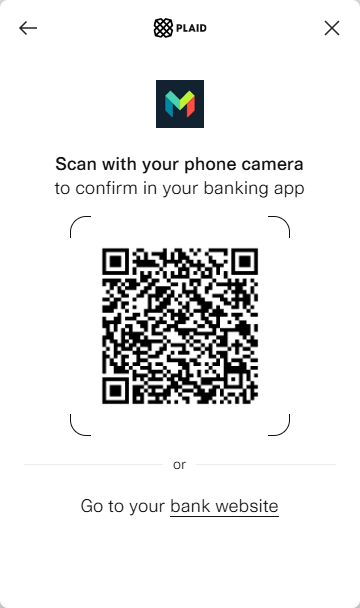 PLAID
Scan with your phone camera
to confirm in your banking app
or
Go to your bank website